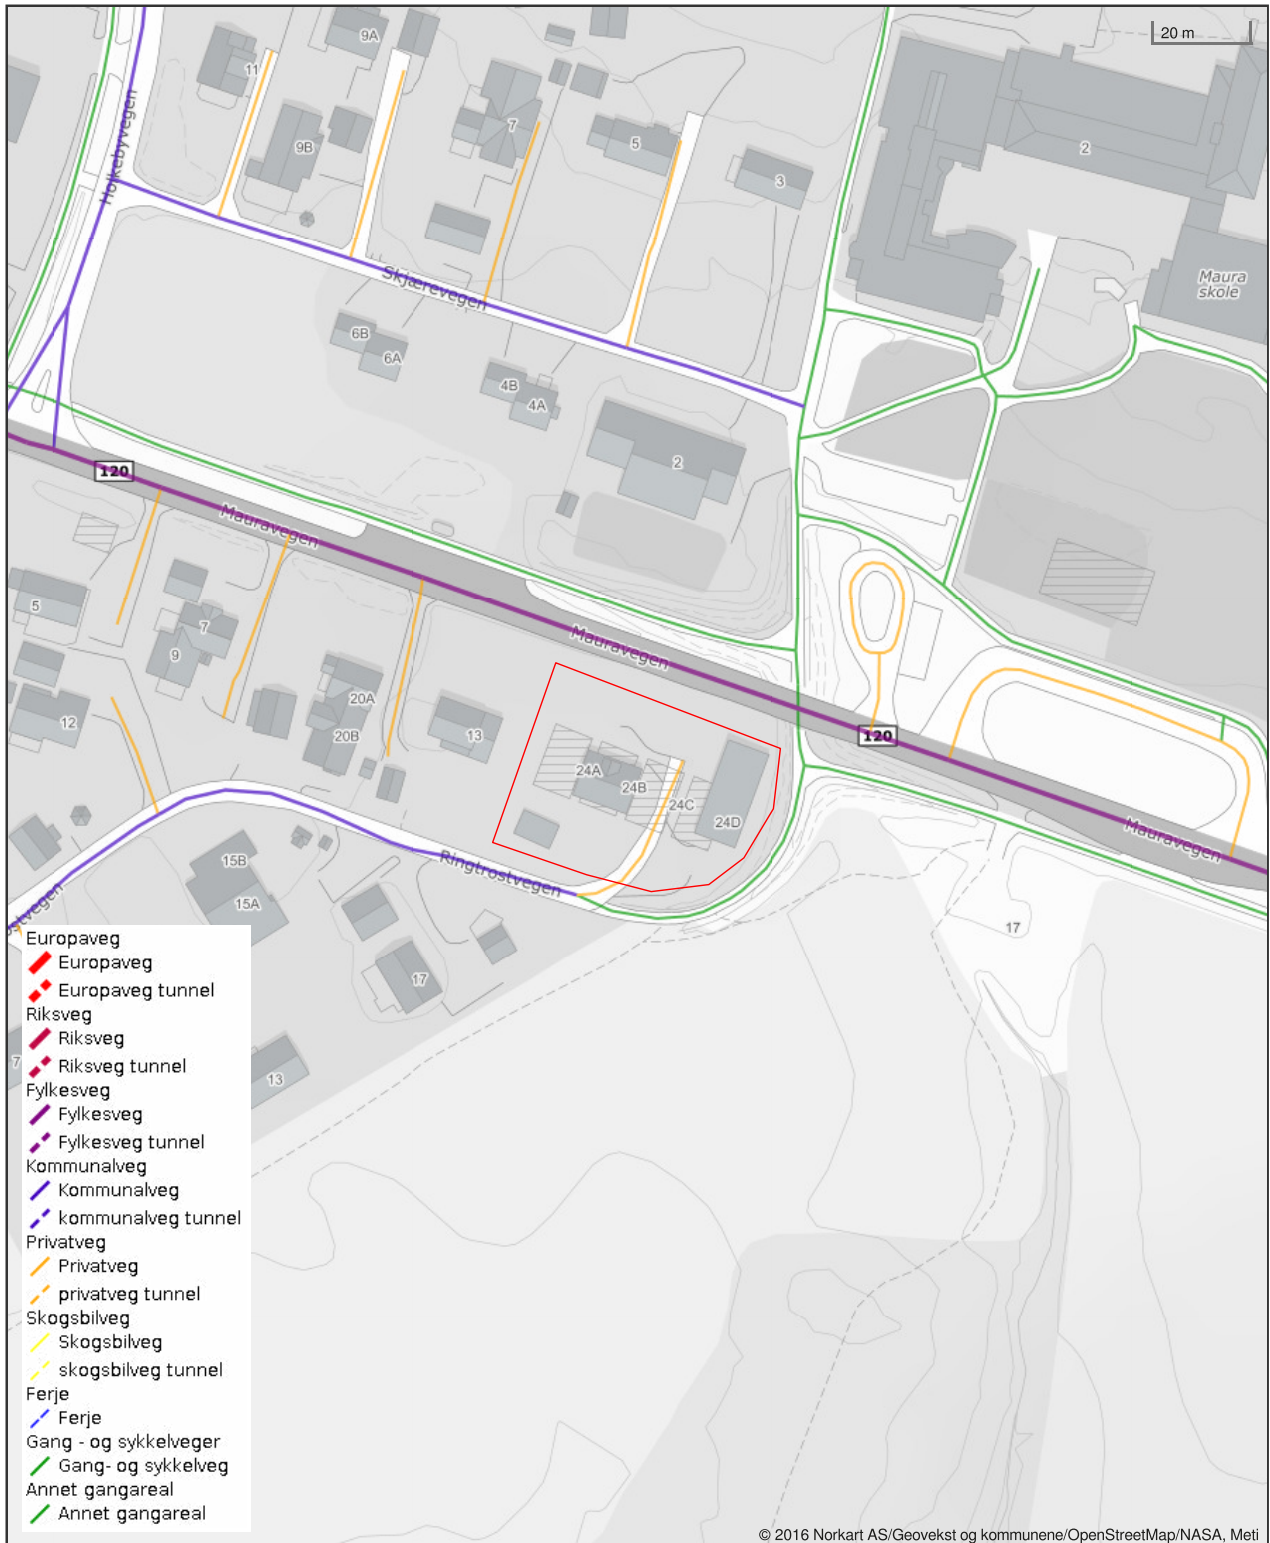 20 m
9A
11
7
9B
5
3
2
Holkebyvegen
Skjærevegen
Maura
skole
6B
6A
4B
4A
2
120
Mauravegen
5
7
9
Mauravegen
20A
12
20B
13
120
24A
24B
24C
24D
Mauravegen
15B
Ringtrostvegen
15A
17
17
13
7
Europaveg
Europaveg
Europaveg tunnel
Riksveg
Riksveg
Riksveg tunnel
Fylkesveg
Fylkesveg
Fylkesveg tunnel
Kommunalveg
Kommunalveg
kommunalveg tunnel
Privatveg
Privatveg
privatveg tunnel
Skogsbilveg
Skogsbilveg
skogsbilveg tunnel
Ferje
Ferje
Gang - og sykkelveger
Gang- og sykkelveg
Annet gangareal
Annet gangareal
© 2016 Norkart AS/Geovekst og kommunene/OpenStreetMap/NASA, Meti